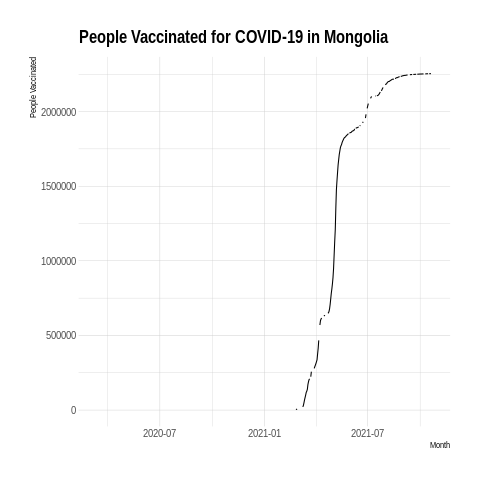 People Vaccinated for COVID-19 in Mongolia
People Vaccinated
2000000
1500000
1000000
500000
0
2020-07 2021-01 2021-07
Month